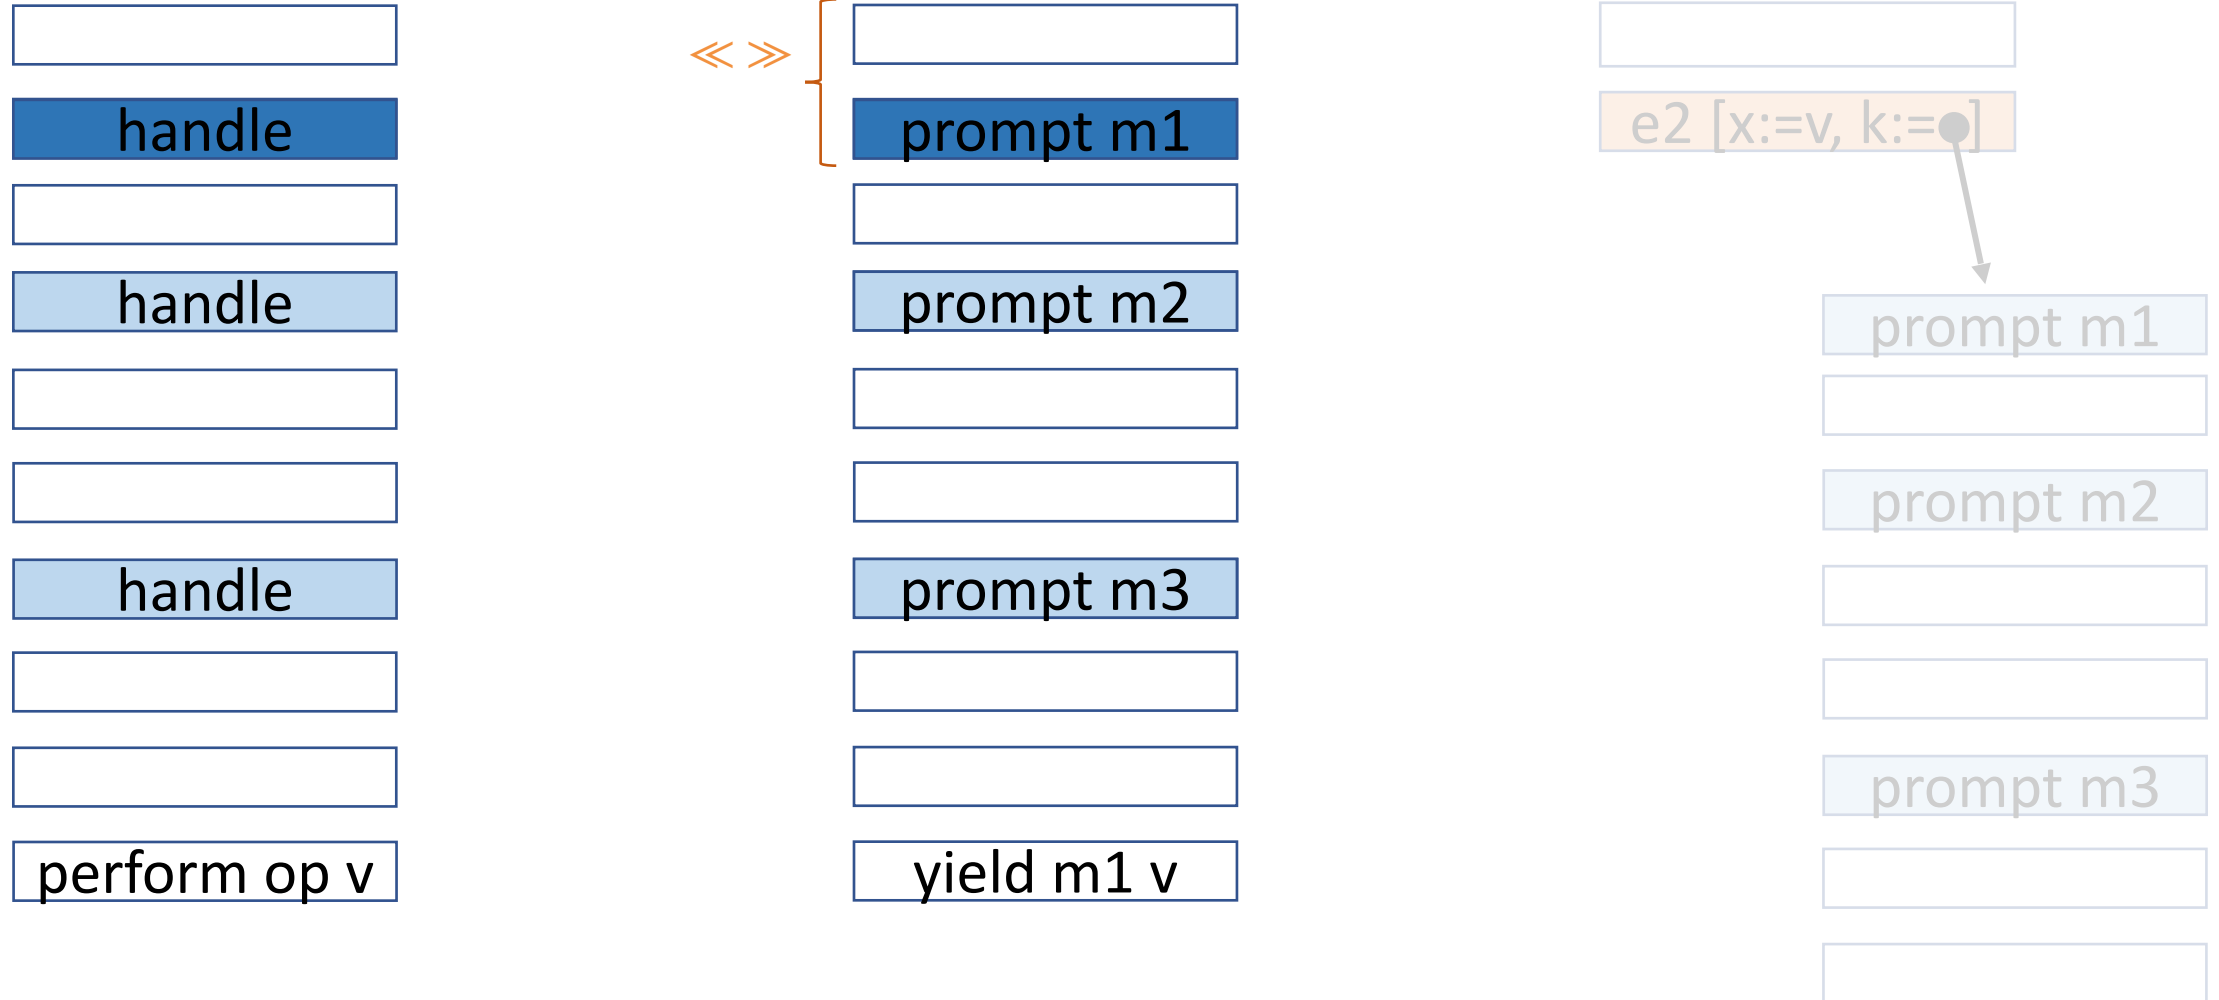 handle
handle
handle
perform op v
≪ ≫
prompt m1
prompt m2
prompt m3
yield m1 v
e2 [x:=v, k:=●]
prompt m1
prompt m2
prompt m3